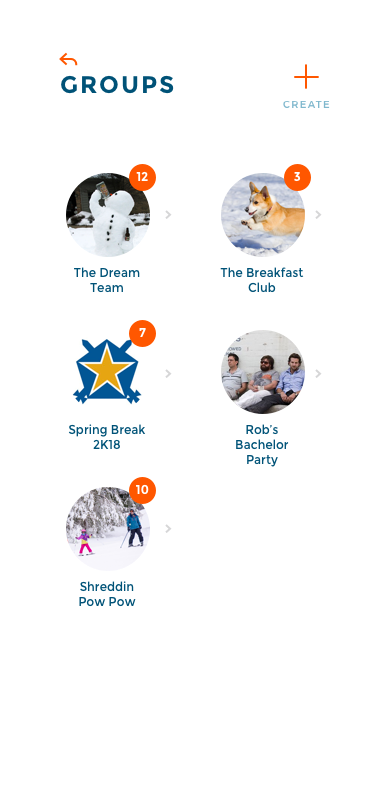 GROUPS
CREATE
12
3
The Dream
Team
The Breakfast
Club
7
Spring Break
2K18
Rob's
Bachelor
Party
10
Shreddin
Pow Pow